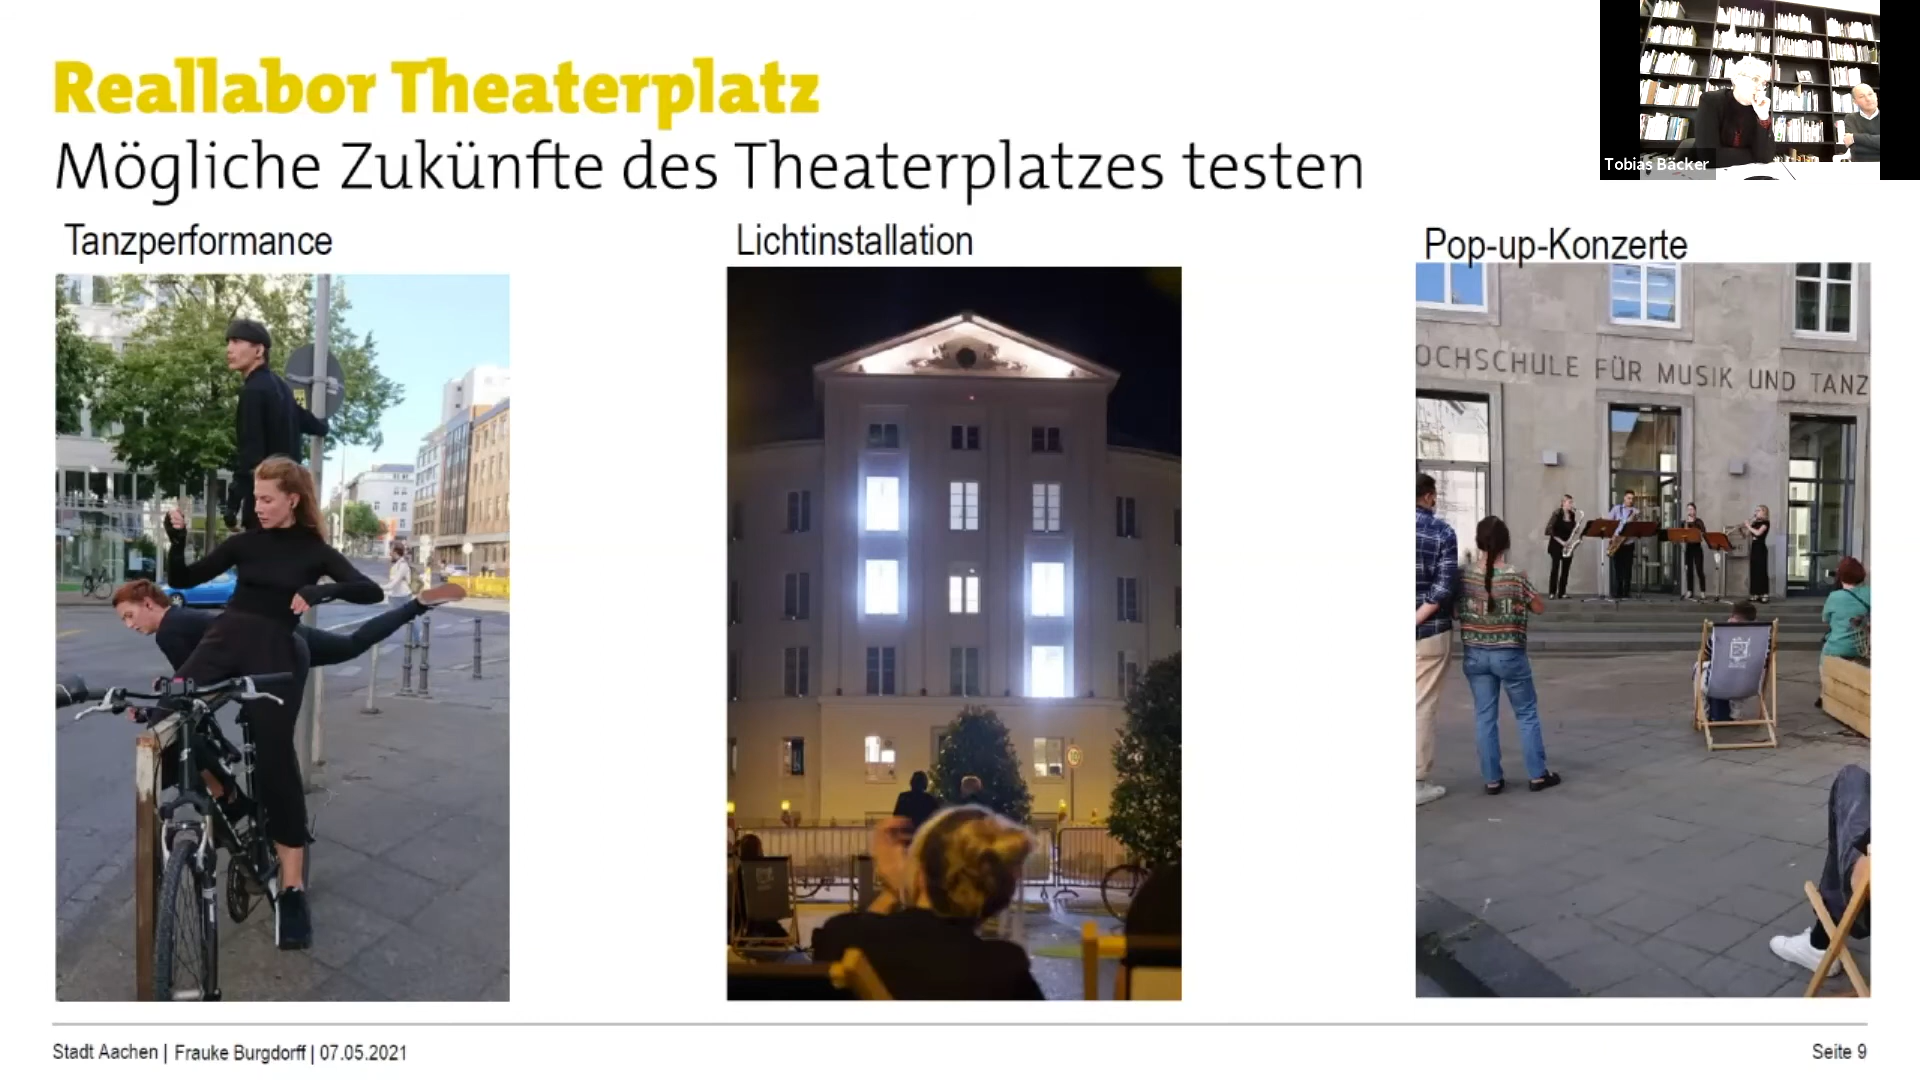 Reallabor Theaterplatz
Mögliche Zukünfte des Theaterplatzes testen
Tobias Bäcker
Tanzperformance
Lichtinstallation
Pop-up-Konzerte
OCHSCHULE FÜR MUSIK UND TANZ
Stadt Aachen | Frauke Burgdorff | 07.05.2021
Seite 9